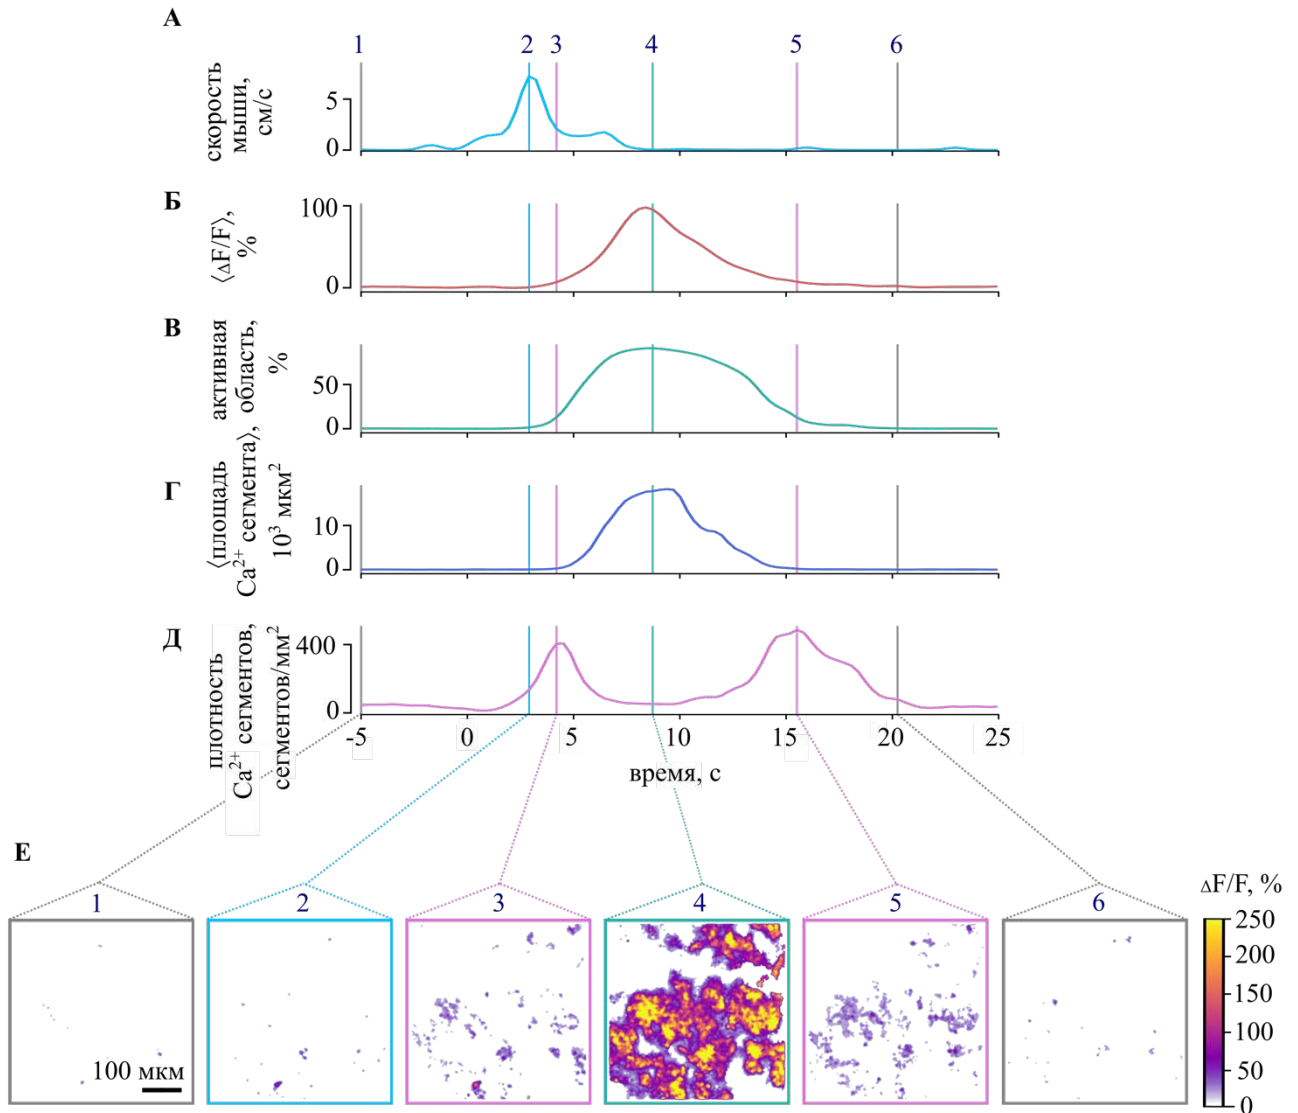 А
1 2 3 4 5 6
скорость
мыши,
см/с
5
0
Б
⟨ΔF/F⟩,
%
100
0
В
активная
область,
%
50
0
Г
⟨площадь
Ca²⁺ сегмента⟩,
10³ мкм²
10
0
Д
плотность
Ca²⁺ сегментов,
сегментов/мм²
400
0
-5 0 5 10 15 20 25
время, с
Е
1 2 3 4 5 6
100 мкм
ΔF/F, %
250
200
150
100
50
0